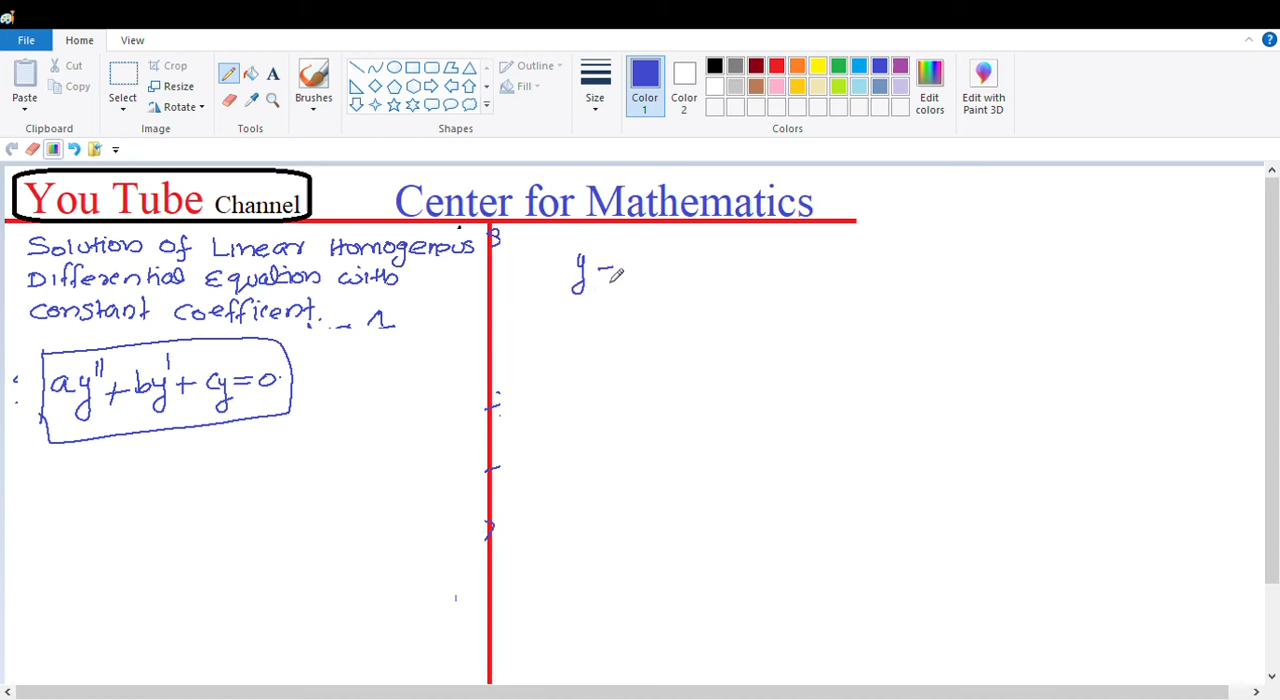 File Home View
Paste
Cut
Copy
Clipboard
Select
Crop
Resize
Rotate
Image
A
Tools
Brushes
Outline
Fill
Shapes
Size
Color 1
Color 2
Edit colors
Edit with Paint 3D
Colors
You Tube Channel
Center for Mathematics
Solution of Linear Homogenous
Differential Equation with
constant coefficent.
ay''+by'+cy=0
y =